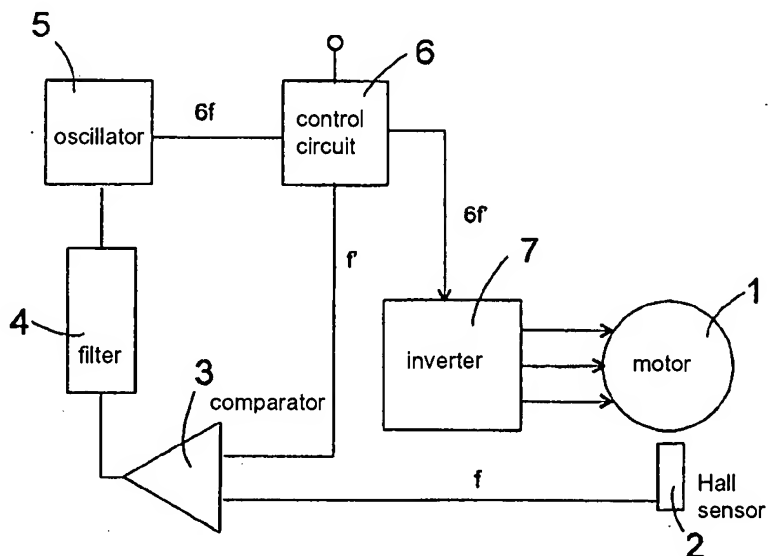 5
oscillator
6f
6
control
circuit
6f'
f'
4
filter
3
comparator
7
inverter
1
motor
f
Hall
sensor
2